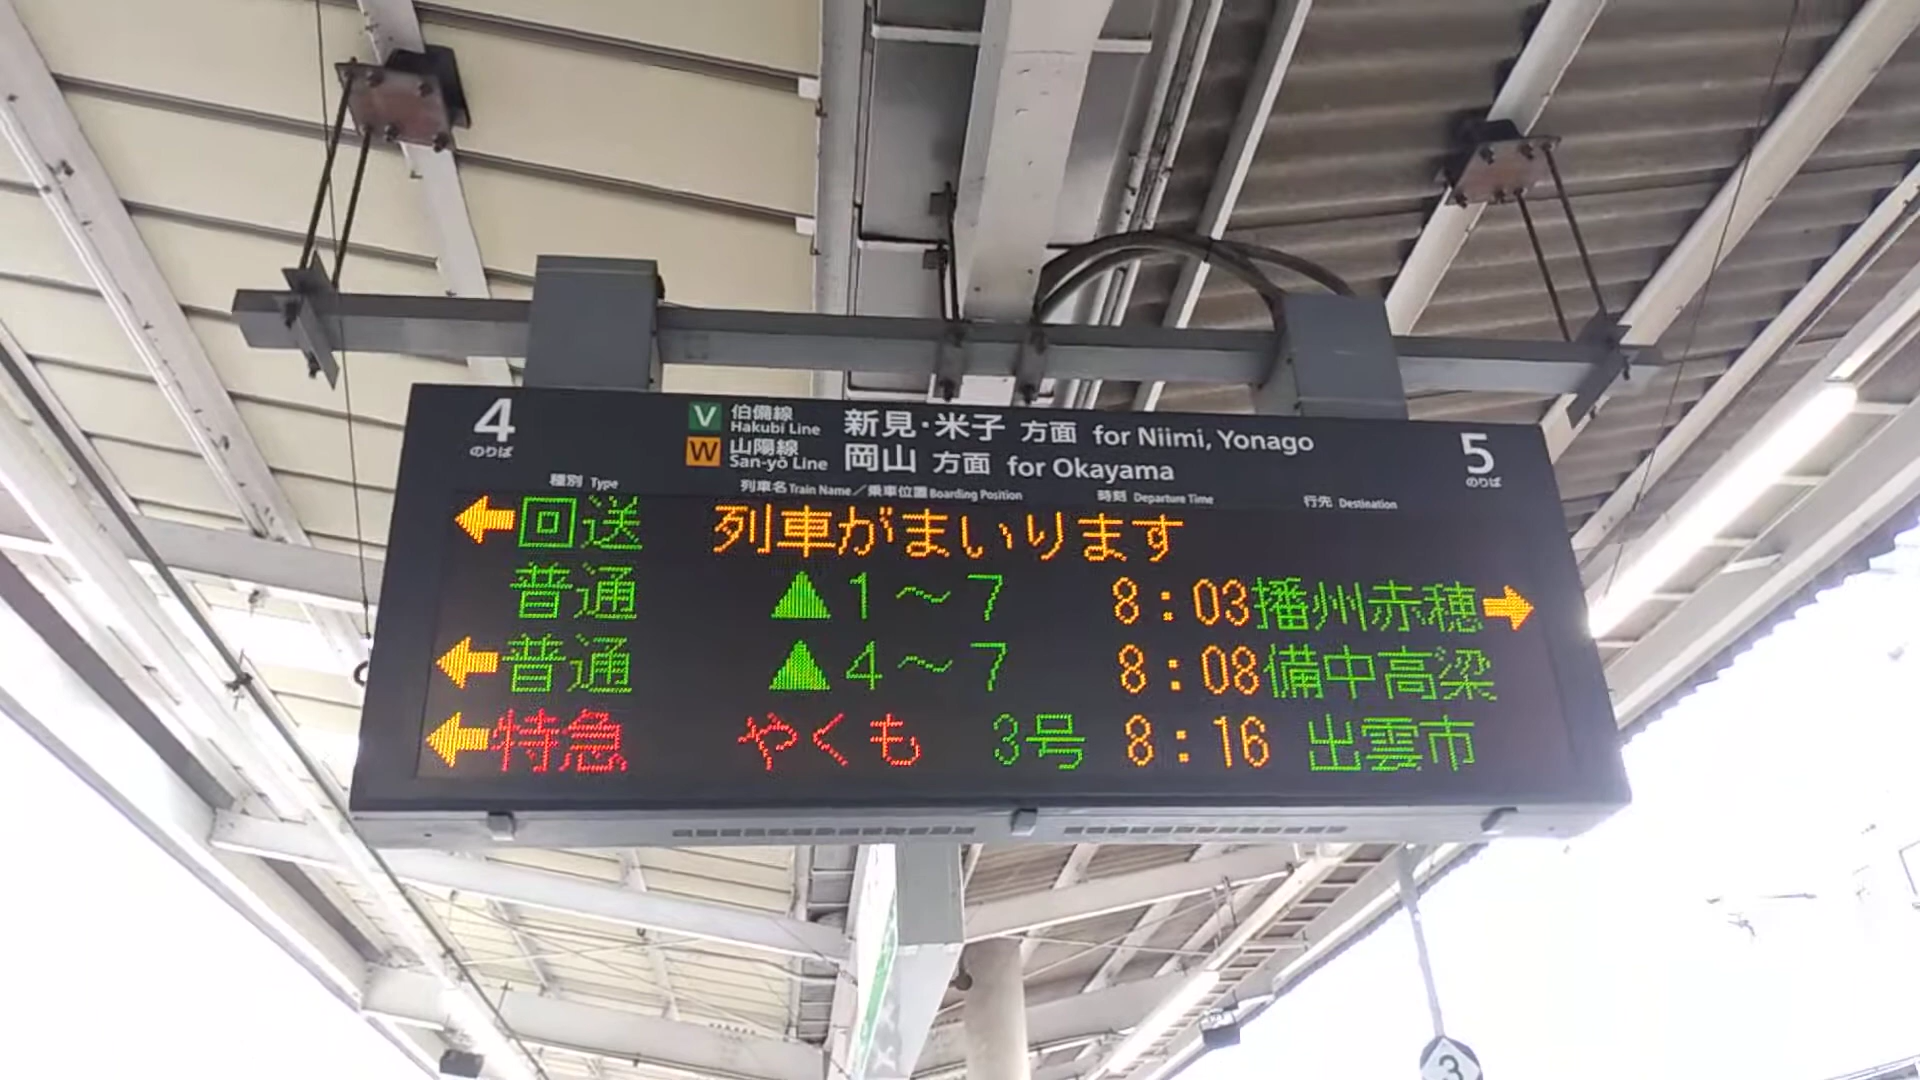 4 のりば
V 伯備線 Hakubi Line 新見・米子 方面 for Niimi, Yonago
W 山陽線 San-yō Line 岡山 方面 for Okayama
5 のりば
種別 Type 列車名 Train Name／乗車位置 Boarding Position 時刻 Departure Time 行先 Destination
←回送 列車がまいります
普通 ▲1～7 8:03 播州赤穂→
←普通 ▲4～7 8:08 備中高梁
←特急 やくも 3号 8:16 出雲市
3